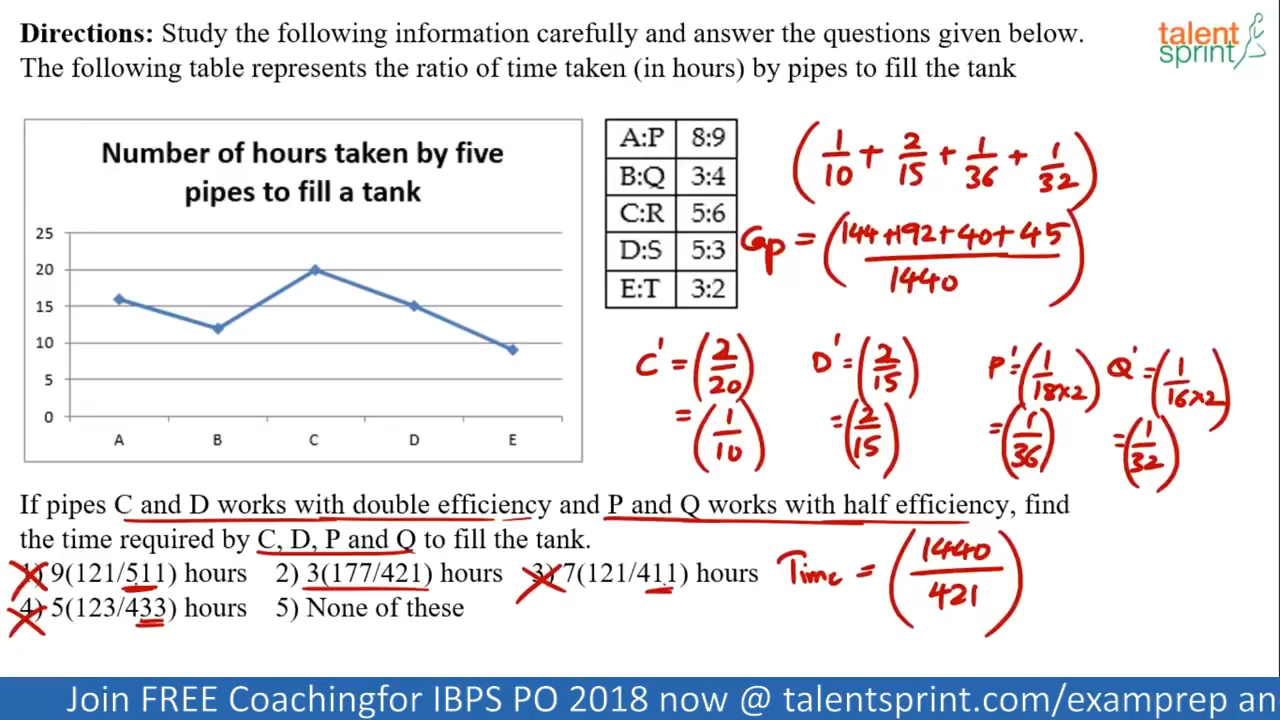 Directions: Study the following information carefully and answer the questions given below.
The following table represents the ratio of time taken (in hours) by pipes to fill the tank
talent
sprint
Number of hours taken by five
pipes to fill a tank
25
20
15
10
5
0
A B C D E
A:P 8:9
B:Q 3:4
C:R 5:6
D:S 5:3
E:T 3:2
(1/10 + 2/15 + 1/36 + 1/32)
Gp = (144+192+40+45/1440)
C' = (2/20) D' = (2/15) P' = (1/18×2) Q' = (1/16×2)
= (1/10) = (2/15) = (1/36) = (1/32)
If pipes C and D works with double efficiency and P and Q works with half efficiency, find
the time required by C, D, P and Q to fill the tank.
1) 9(121/511) hours 2) 3(177/421) hours 3) 7(121/411) hours
4) 5(123/433) hours 5) None of these
Time = (1440/421)
Join FREE Coachingfor IBPS PO 2018 now @ talentsprint.com/examprep an